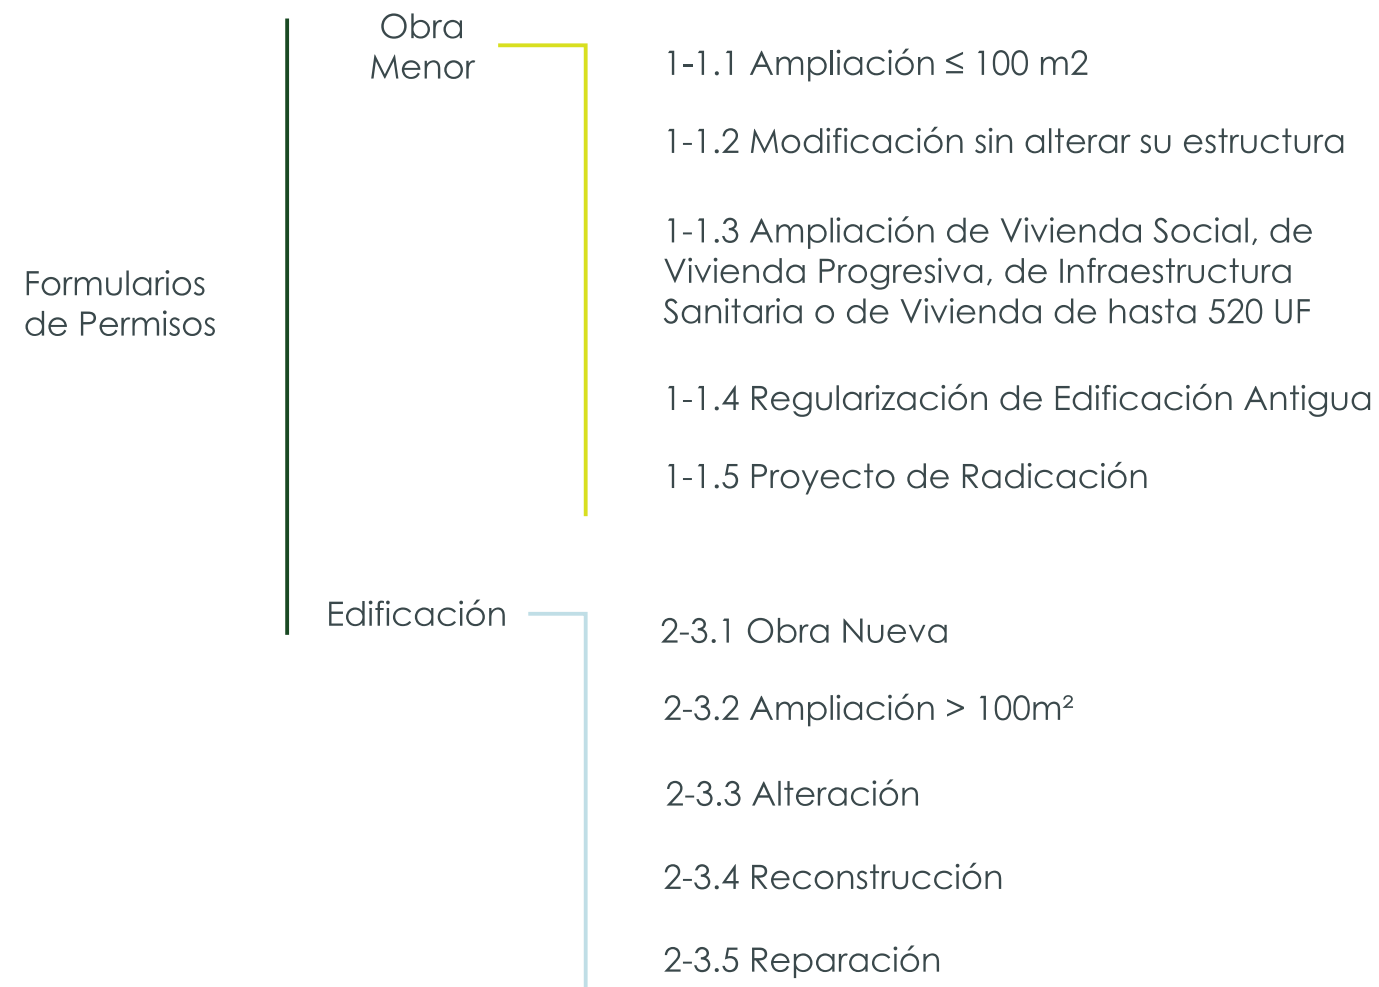 Formularios
de Permisos
Obra
Menor
1-1.1 Ampliación ≤ 100 m2
1-1.2 Modificación sin alterar su estructura
1-1.3 Ampliación de Vivienda Social, de
Vivienda Progresiva, de Infraestructura
Sanitaria o de Vivienda de hasta 520 UF
1-1.4 Regularización de Edificación Antigua
1-1.5 Proyecto de Radicación
Edificación
2-3.1 Obra Nueva
2-3.2 Ampliación > 100m²
2-3.3 Alteración
2-3.4 Reconstrucción
2-3.5 Reparación